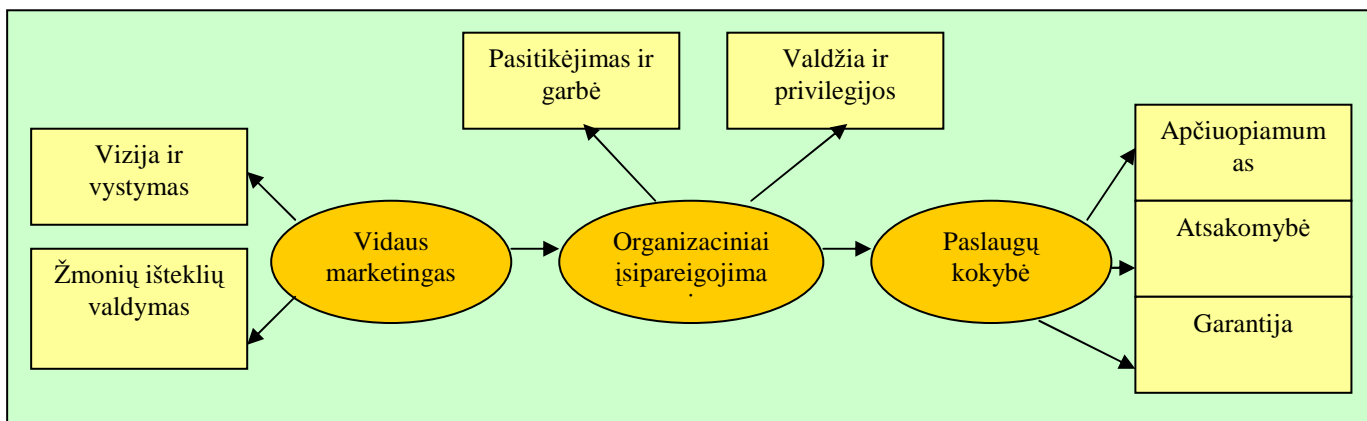 Pasitikėjimas ir
garbė
Valdžia ir
privilegijos
Vizija ir
vystymas
Žmonių išteklių
valdymas
Vidaus
marketingas
Organizaciniai
įsipareigojima
Paslaugų
kokybė
Apčiuopiamum
as
Atsakomybė
Garantija